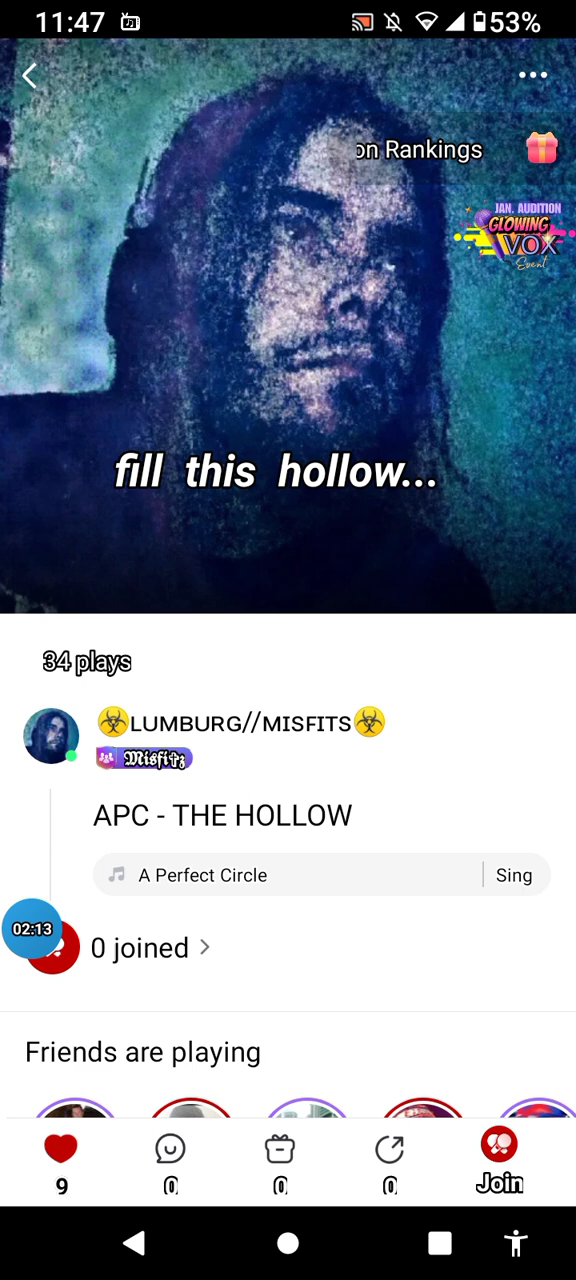 11:47 53%
on Rankings
JAN. AUDITION
GLOWING
VOX
Event
fill this hollow...
34 plays
☣LUMBURG//MISFITS☣
𝕸𝖎𝖘𝖋𝖎✞𝖟
APC - THE HOLLOW
A Perfect Circle Sing
02:13
0 joined >
Friends are playing
9 0 0 0 Join